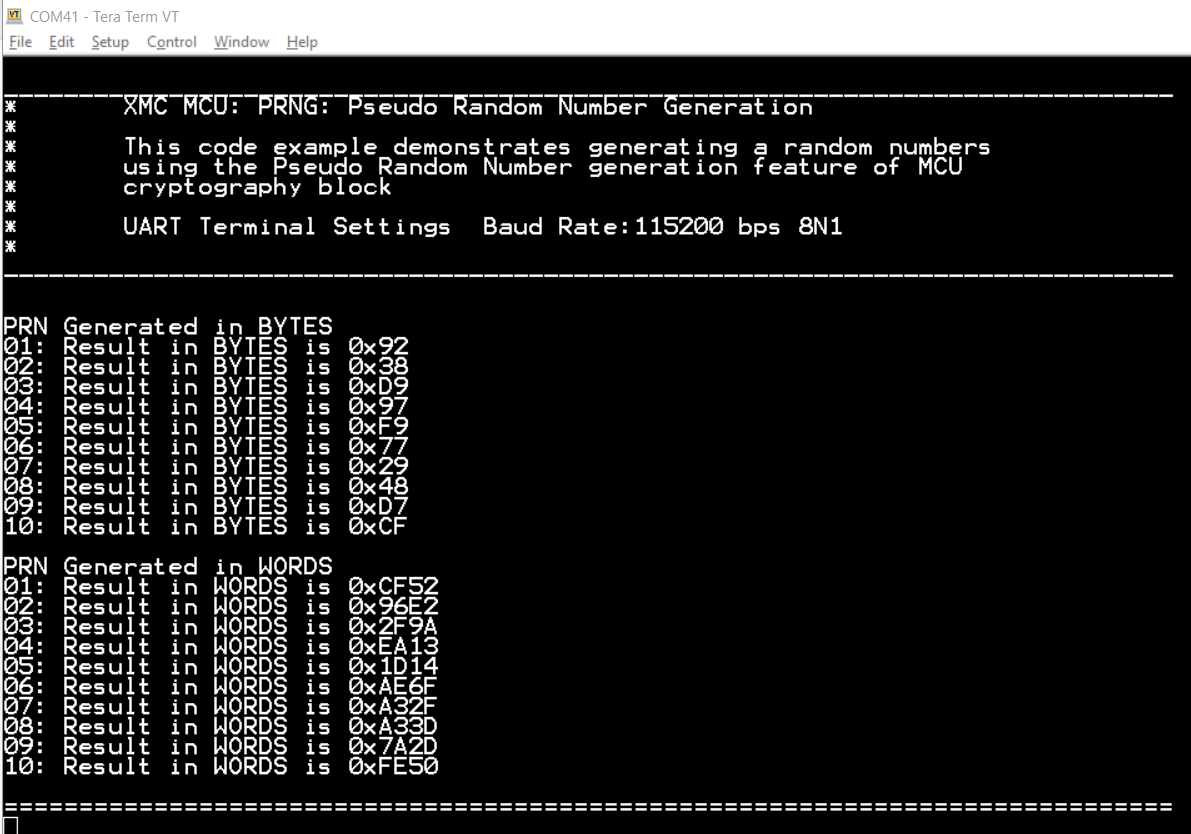 COM41 - Tera Term VT
File Edit Setup Control Window Help
________________________________________________________________________________
* XMC MCU: PRNG: Pseudo Random Number Generation
*
* This code example demonstrates generating a random numbers
* using the Pseudo Random Number generation feature of MCU
* cryptography block
*
* UART Terminal Settings Baud Rate:115200 bps 8N1
*
------------------------------------------------------------------------------
PRN Generated in BYTES
01: Result in BYTES is 0x92
02: Result in BYTES is 0x38
03: Result in BYTES is 0xD9
04: Result in BYTES is 0x97
05: Result in BYTES is 0xF9
06: Result in BYTES is 0x77
07: Result in BYTES is 0x29
08: Result in BYTES is 0x48
09: Result in BYTES is 0xD7
10: Result in BYTES is 0xCF
PRN Generated in WORDS
01: Result in WORDS is 0xCF52
02: Result in WORDS is 0x96E2
03: Result in WORDS is 0x2F9A
04: Result in WORDS is 0xEA13
05: Result in WORDS is 0x1D14
06: Result in WORDS is 0xAE6F
07: Result in WORDS is 0xA32F
08: Result in WORDS is 0xA33D
09: Result in WORDS is 0x7A2D
10: Result in WORDS is 0xFE50
==============================================================================